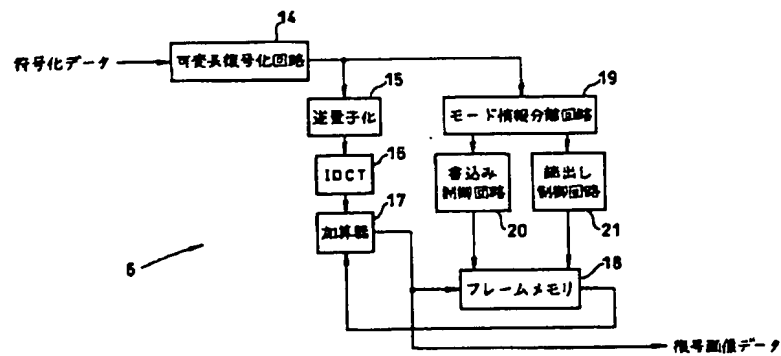 14
符号化データ
可変長復号化回路
15
19
逆量子化
モード情報分離回路
16
IDCT
書込み
制御回路
読出し
制御回路
17
加算器
20
21
18
6
フレームメモリ
復号画像データ